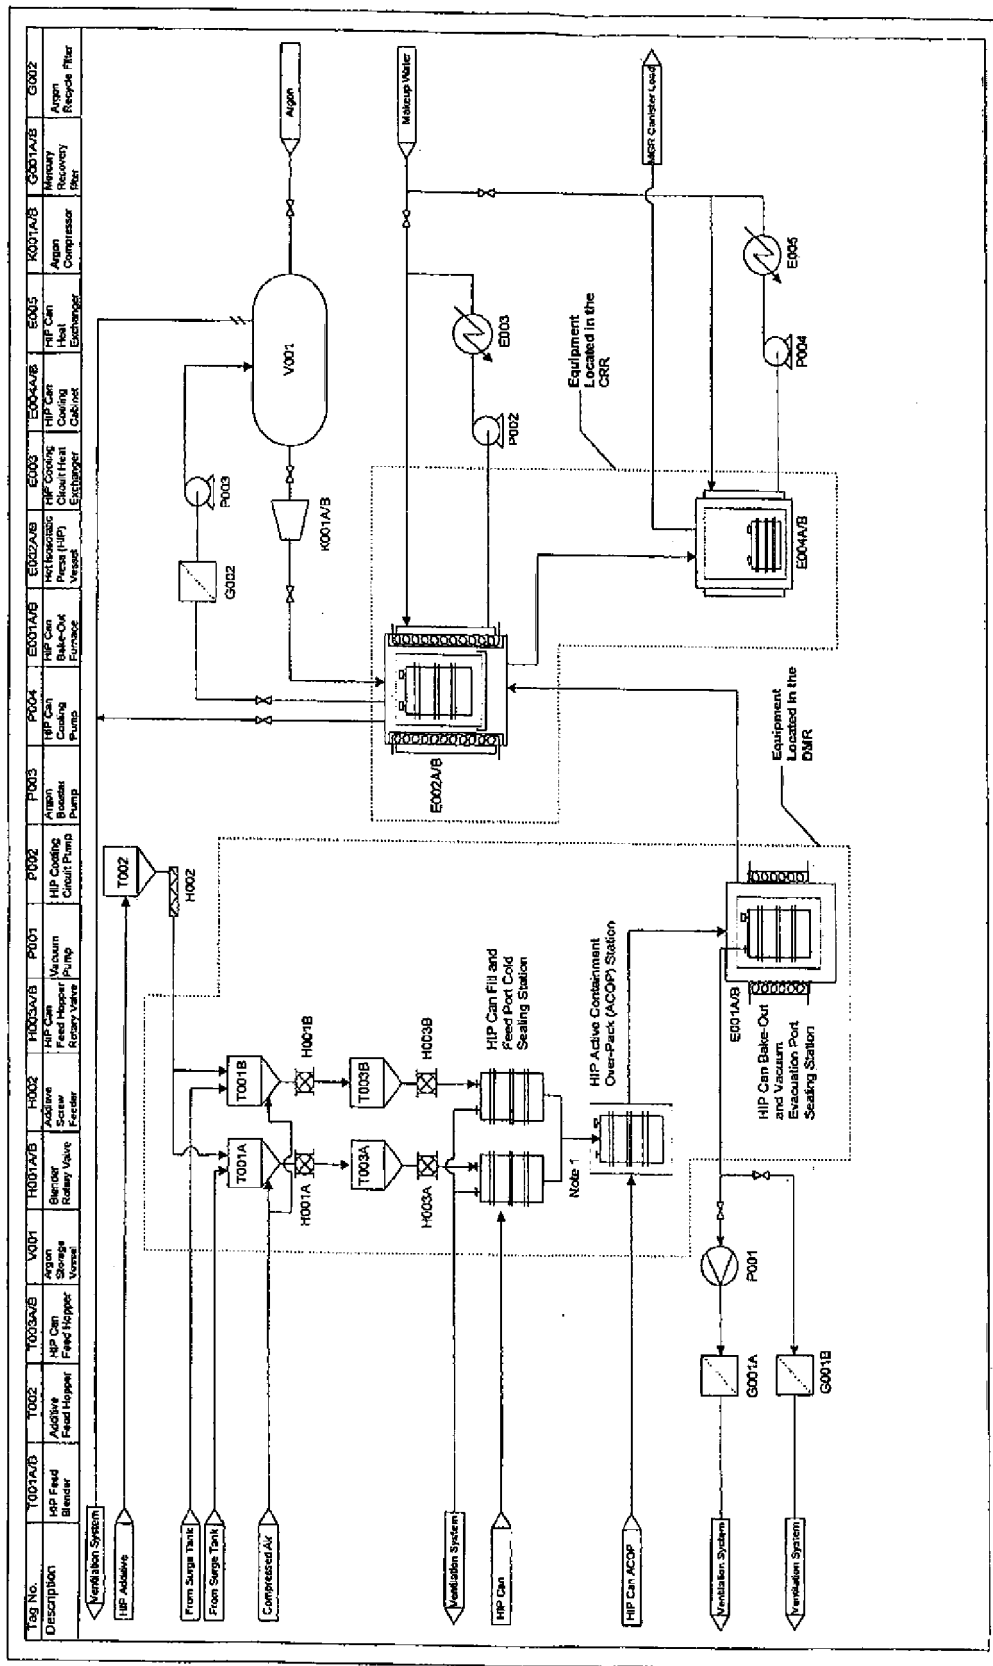 Tag No.
Description
T001A/B
HIP Feed
Blender
T002
Additive
Feed Hopper
T003A/B
HIP Can
Feed Hopper
V001
Argon
Storage
Vessel
H001A/B
Blender
Rotary Valve
H002
Additive
Screw
Feeder
H003A/B
HIP Can
Feed Hopper
Rotary Valve
P001
Vacuum
Pump
P002
HIP Cooling
Circuit Pump
P003
Argon
Booster
Pump
P004
HIP Can
Cooling
Pump
E001A/B
HIP Can
Bake-Out
Furnace
E002A/B
Hot Isostatic
Press (HIP)
Vessel
E003
HIP Cooling
Circuit Heat
Exchanger
E004A/B
HIP Can
Cooling
Cabinet
E005
HIP Can
Heat
Exchanger
K001A/B
Argon
Compressor
G001A/B
Mercury
Recovery
filter
G002
Argon
Recycle Filter
Ventilation System
HIP Additive
T002
H002
From Surge Tank
From Surge Tank
Compressed Air
T001A
T001B
H001A
H001B
T003A
T003B
H003A
H003B
Ventilation System
HIP Can
HIP Can Fill and
Feed Port Cold
Sealing Station
Note 1
HIP Active Containment
Over-Pack (ACOP) Station
HIP Can ACOP
E001A/B
HIP Can Bake-Out
and Vacuum
Evacuation Port
Sealing Station
P001
G001A
G001B
Ventilation System
Ventilation System
Equipment
Located in the
DMR
P003
G002
V001
K001A/B
Argon
Makeup Water
E003
P002
E002A/B
Equipment
Located in the
CRR
MGR Canister Load
E005
P004
E004A/B